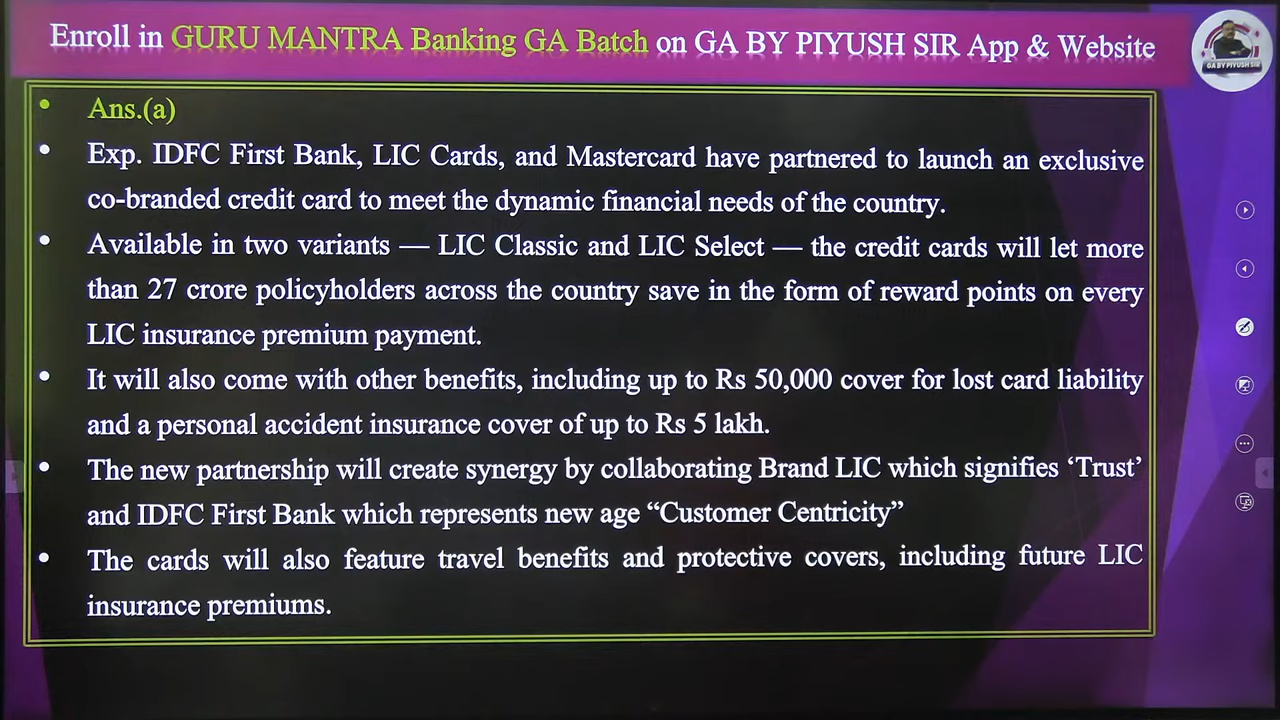 Enroll in GURU MANTRA Banking GA Batch on GA BY PIYUSH SIR App & Website
GA BY PIYUSH SIR
• Ans.(a)
• Exp. IDFC First Bank, LIC Cards, and Mastercard have partnered to launch an exclusive
co-branded credit card to meet the dynamic financial needs of the country.
• Available in two variants — LIC Classic and LIC Select — the credit cards will let more
than 27 crore policyholders across the country save in the form of reward points on every
LIC insurance premium payment.
• It will also come with other benefits, including up to Rs 50,000 cover for lost card liability
and a personal accident insurance cover of up to Rs 5 lakh.
• The new partnership will create synergy by collaborating Brand LIC which signifies ‘Trust’
and IDFC First Bank which represents new age “Customer Centricity”
• The cards will also feature travel benefits and protective covers, including future LIC
insurance premiums.